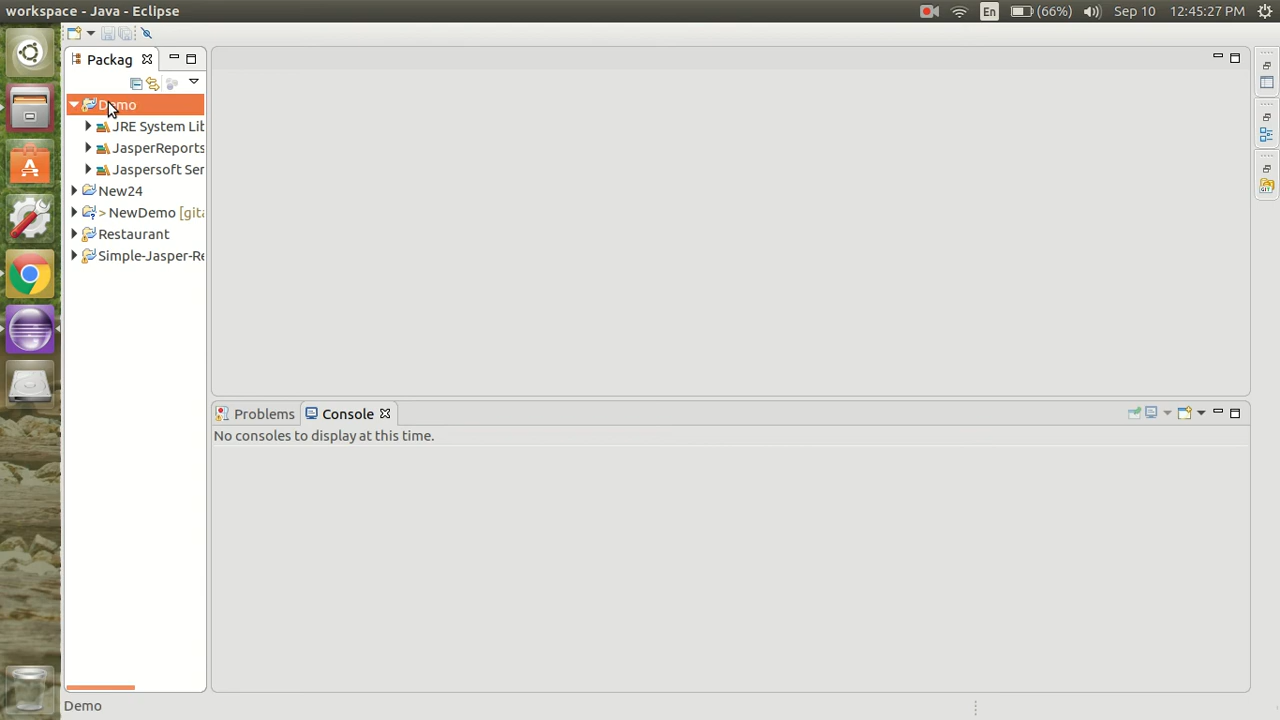 workspace - Java - Eclipse
En
(66%)
Sep 10
12:45:27 PM
Packag
Demo
JRE System Lib
JasperReports
Jaspersoft Ser
New24
> NewDemo [gita
Restaurant
Simple-Jasper-Re
Problems
Console
No consoles to display at this time.
GIT
Demo